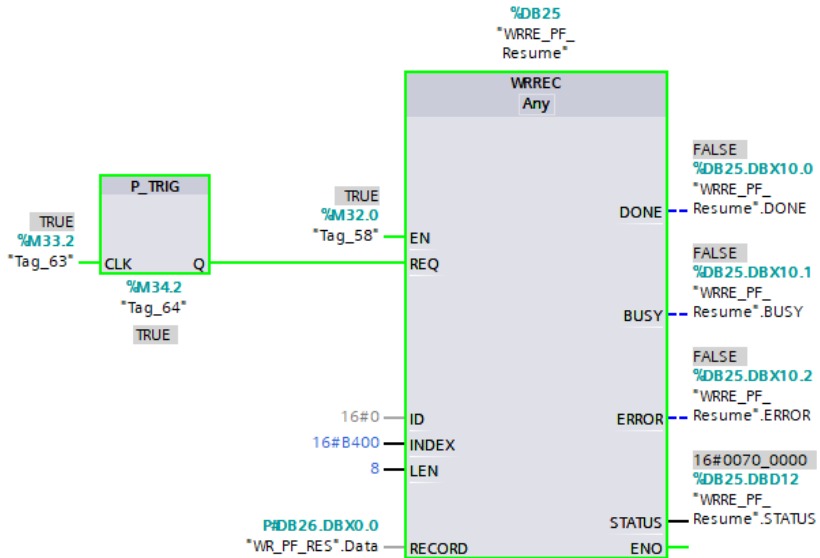 %DB25
"WRRE_PF_
Resume"
WRREC
Any
P_TRIG
TRUE
%M33.2
"Tag_63"
CLK
Q
%M34.2
"Tag_64"
TRUE
TRUE
%M32.0
"Tag_58"
EN
REQ
16#0
ID
16#B400
INDEX
8
LEN
P#DB26.DBX0.0
"WR_PF_RES".Data
RECORD
FALSE
%DB25.DBX10.0
"WRRE_PF_
DONE
Resume".DONE
FALSE
%DB25.DBX10.1
"WRRE_PF_
BUSY
Resume".BUSY
FALSE
%DB25.DBX10.2
"WRRE_PF_
ERROR
Resume".ERROR
16#0070_0000
%DB25.DBD12
"WRRE_PF_
STATUS
Resume".STATUS
ENO